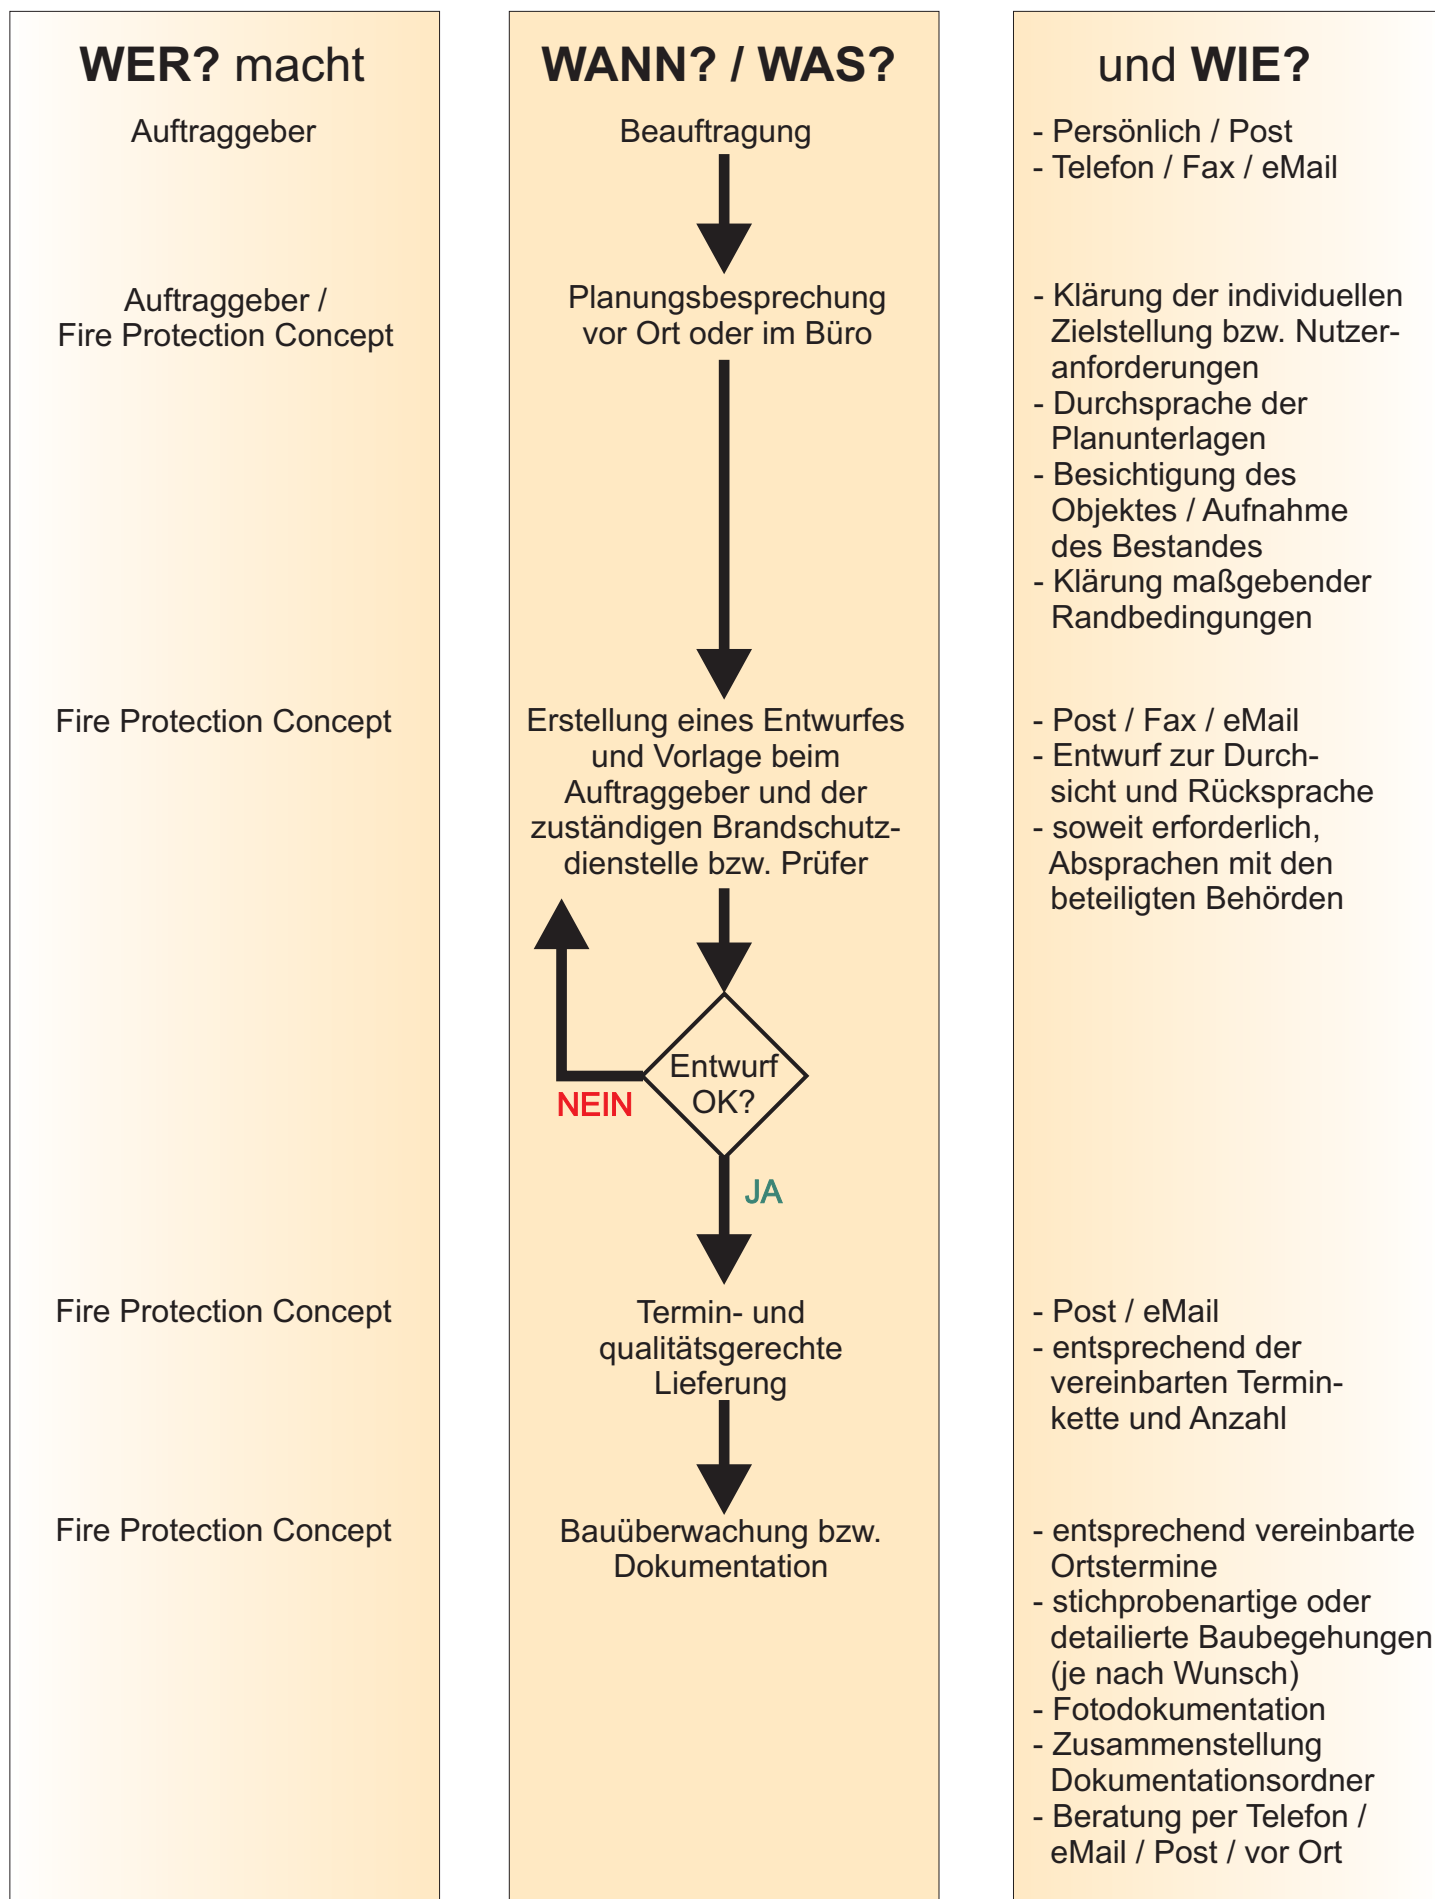 WER? macht
WANN? / WAS?
und WIE?
Auftraggeber
Beauftragung
- Persönlich / Post
- Telefon / Fax / eMail
Auftraggeber /
Fire Protection Concept
Planungsbesprechung
vor Ort oder im Büro
- Klärung der individuellen
Zielstellung bzw. Nutzer-
anforderungen
- Durchsprache der
Planunterlagen
- Besichtigung des
Objektes / Aufnahme
des Bestandes
- Klärung maßgebender
Randbedingungen
Fire Protection Concept
Erstellung eines Entwurfes
und Vorlage beim
Auftraggeber und der
zuständigen Brandschutz-
dienstelle bzw. Prüfer
- Post / Fax / eMail
- Entwurf zur Durch-
sicht und Rücksprache
- soweit erforderlich,
Absprachen mit den
beteiligten Behörden
Entwurf
OK?
NEIN
JA
Fire Protection Concept
Termin- und
qualitätsgerechte
Lieferung
- Post / eMail
- entsprechend der
vereinbarten Termin-
kette und Anzahl
Fire Protection Concept
Bauüberwachung bzw.
Dokumentation
- entsprechend vereinbarte
Ortstermine
- stichprobenartige oder
detailierte Baubegehungen
(je nach Wunsch)
- Fotodokumentation
- Zusammenstellung
Dokumentationsordner
- Beratung per Telefon /
eMail / Post / vor Ort